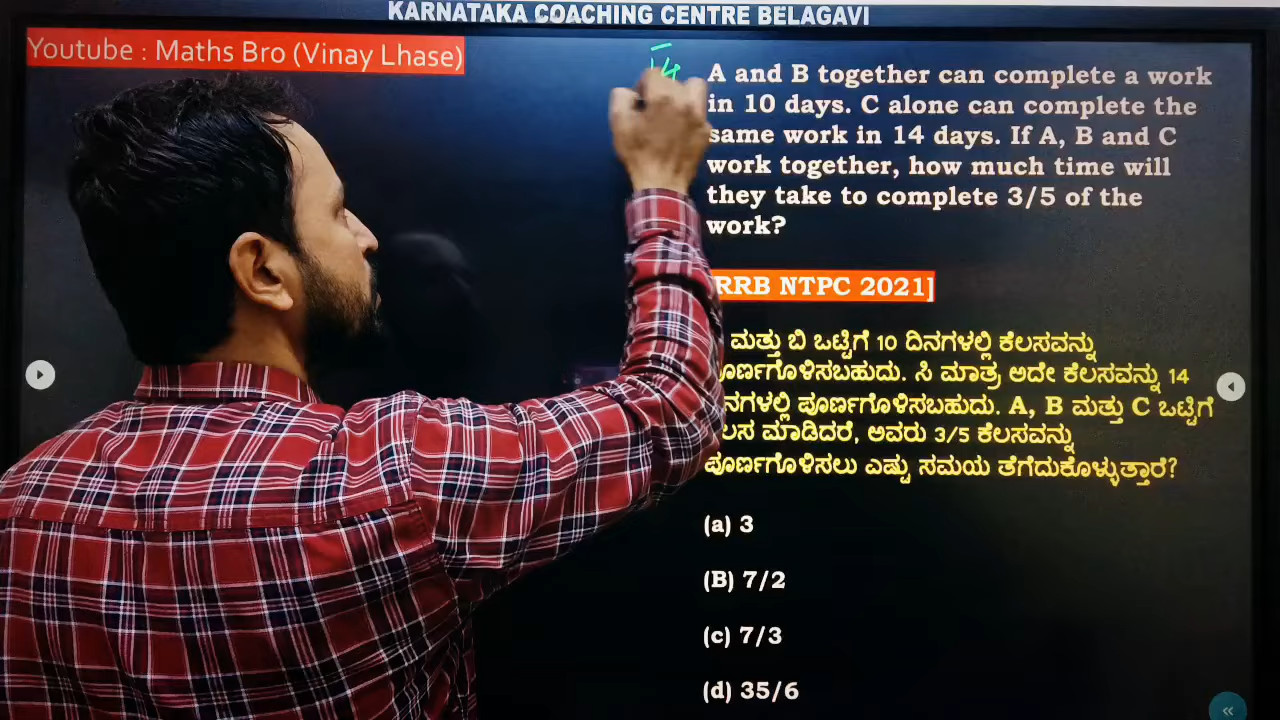 KARNATAKA COACHING CENTRE BELAGAVI
Youtube : Maths Bro (Vinay Lhase)
14
A and B together can complete a work
in 10 days. C alone can complete the
same work in 14 days. If A, B and C
work together, how much time will
they take to complete 3/5 of the
work?
RRB NTPC 2021]
ಮತ್ತು ಬಿ ಒಟ್ಟಿಗೆ 10 ದಿನಗಳಲ್ಲಿ ಕೆಲಸವನ್ನು
ಪೂರ್ಣಗೊಳಿಸಬಹುದು. ಸಿ ಮಾತ್ರ ಅದೇ ಕೆಲಸವನ್ನು 14
ಪೂರ್ಣಗೊಳಿಸಬಹುದು. A, B ಮತ್ತು C ಒಟ್ಟಿಗೆ
ಮಾಡಿದರೆ, ಅವರು 3/5 ಕೆಲಸವನ್ನು
ಪೂರ್ಣಗೊಳಿಸಲು ಎಷ್ಟು ಸಮಯ ತೆಗೆದುಕೊಳ್ಳುತ್ತಾರೆ?
(a) 3
(B) 7/2
(c) 7/3
(d) 35/6